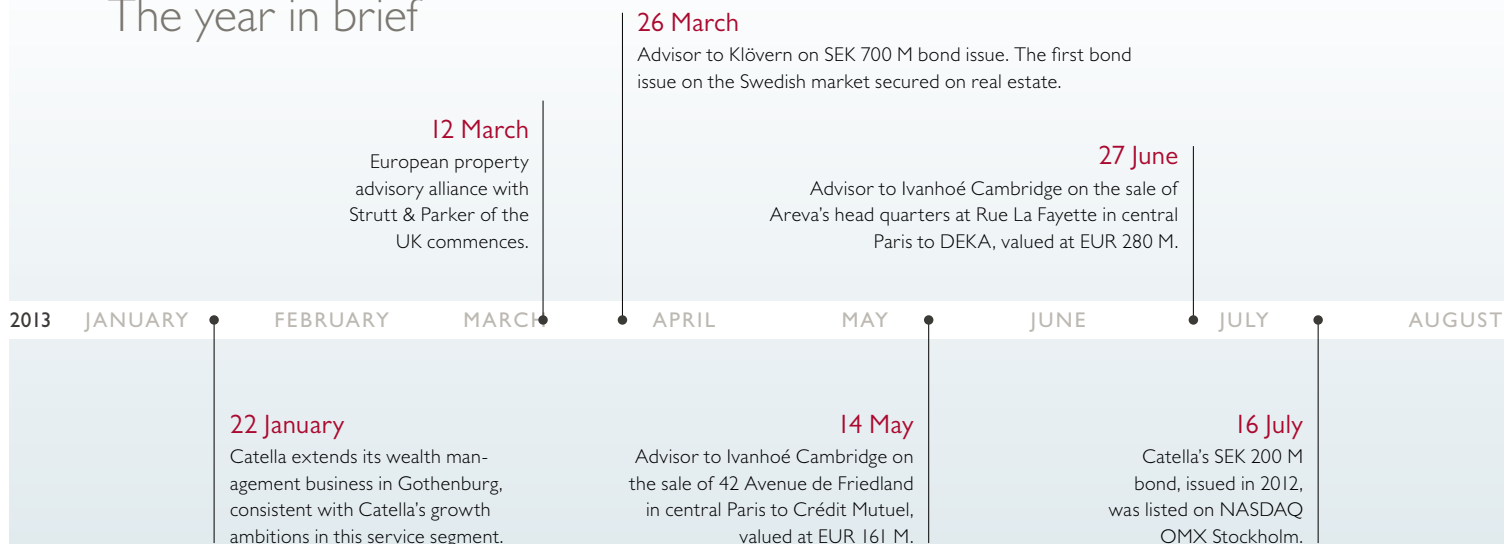 The year in brief
26 March
Advisor to Klövern on SEK 700 M bond issue. The first bond
issue on the Swedish market secured on real estate.
12 March
European property
advisory alliance with
Strutt & Parker of the
UK commences.
27 June
Advisor to Ivanhoé Cambridge on the sale of
Areva's head quarters at Rue La Fayette in central
Paris to DEKA, valued at EUR 280 M.
2013 JANUARY FEBRUARY MARCH APRIL MAY JUNE JULY AUGUST
22 January
Catella extends its wealth man-
agement business in Gothenburg,
consistent with Catella's growth
ambitions in this service segment.
14 May
Advisor to Ivanhoé Cambridge on
the sale of 42 Avenue de Friedland
in central Paris to Crédit Mutuel,
valued at EUR 161 M.
16 July
Catella's SEK 200 M
bond, issued in 2012,
was listed on NASDAQ
OMX Stockholm.